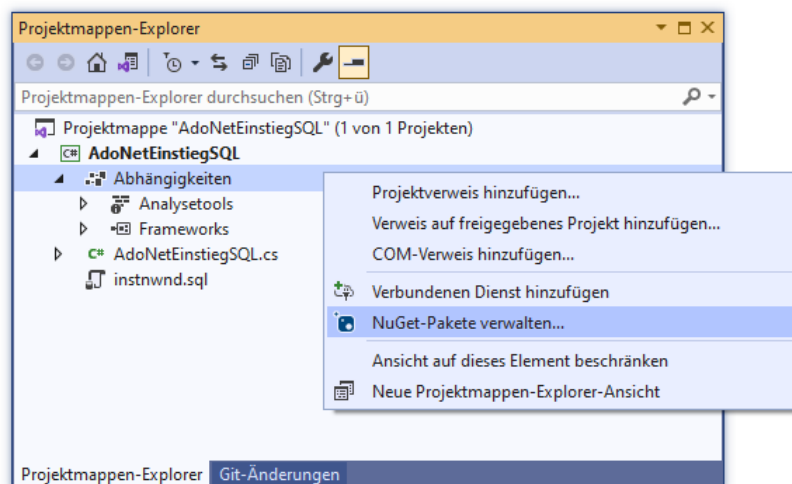 Projektmappen-Explorer
Projektmappen-Explorer durchsuchen (Strg+ü)
Projektmappe "AdoNetEinstiegSQL" (1 von 1 Projekten)
C# AdoNetEinstiegSQL
Abhängigkeiten
Analysetools
Frameworks
C# AdoNetEinstiegSQL.cs
instnwnd.sql
Projektverweis hinzufügen...
Verweis auf freigegebenes Projekt hinzufügen...
COM-Verweis hinzufügen...
Verbundenen Dienst hinzufügen
NuGet-Pakete verwalten...
Ansicht auf dieses Element beschränken
Neue Projektmappen-Explorer-Ansicht
Projektmappen-Explorer Git-Änderungen